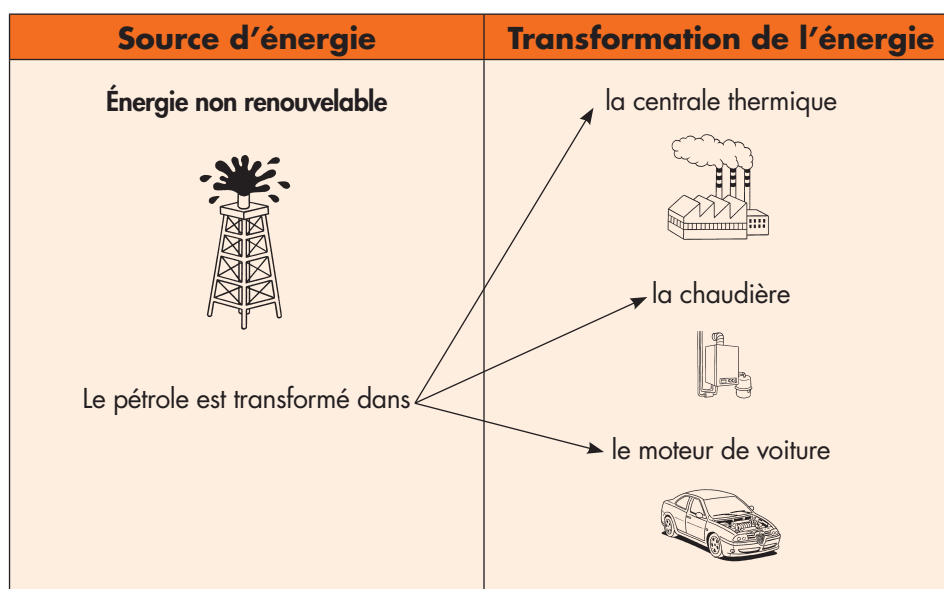 Source d'énergie
Transformation de l'énergie
Énergie non renouvelable
Le pétrole est transformé dans
la centrale thermique
la chaudière
le moteur de voiture